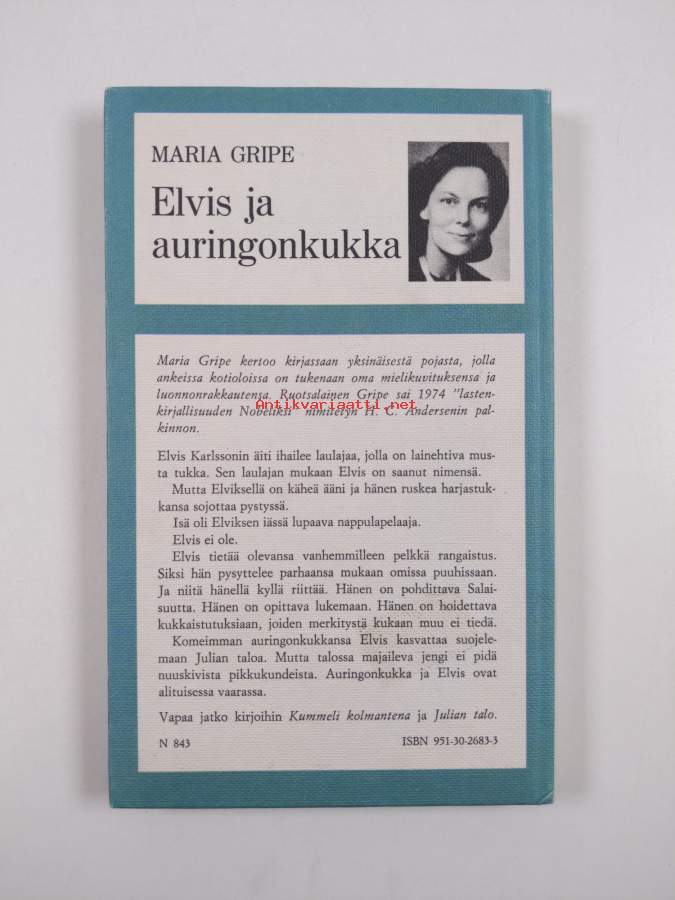 MARIA GRIPE
Elvis ja
auringonkukka
Maria Gripe kertoo kirjassaan yksinäisestä pojasta, jolla
ankeissa kotioloissa on tukenaan oma mielikuvituksensa ja
luonnonrakkautensa. Ruotsalainen Gripe sai 1974 "lasten-
Antikvariaatti.net
kirjallisuuden Nobeliksi" nimitetyn H. C. Andersenin pal-
kinnon.
Elvis Karlssonin äiti ihailee laulajaa, jolla on lainehtiva mus-
ta tukka. Sen laulajan mukaan Elvis on saanut nimensä.
Mutta Elviksellä on käheä ääni ja hänen ruskea harjastuk-
kansa sojottaa pystyssä.
Isä oli Elviksen iässä lupaava nappulapelaaja.
Elvis ei ole.
Elvis tietää olevansa vanhemmilleen pelkkä rangaistus.
Siksi hän pysyttelee parhaansa mukaan omissa puuhissaan.
Ja niitä hänellä kyllä riittää. Hänen on pohdittava Salai-
suutta. Hänen on opittava lukemaan. Hänen on hoidettava
kukkaistutuksiaan, joiden merkitystä kukaan muu ei tiedä.
Komeimman auringonkukkansa Elvis kasvattaa suojele-
maan Julian taloa. Mutta talossa majaileva jengi ei pidä
nuuskivista pikkukundeista. Auringonkukka ja Elvis ovat
alituisessa vaarassa.
Vapaa jatko kirjoihin Kummeli kolmantena ja Julian talo.
N 843
ISBN 951-30-2683-3